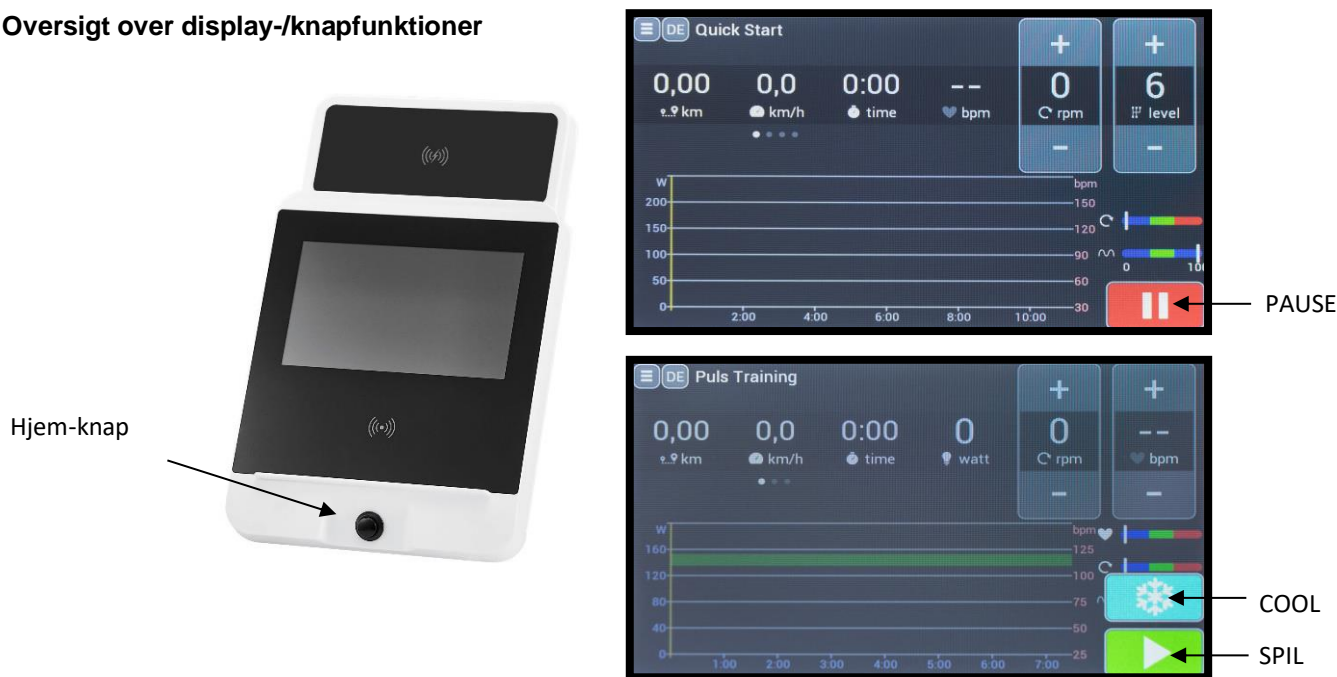 Oversigt over display-/knapfunktioner
Hjem-knap
DE Quick Start
0,00 0,0 0:00 -- 0 6
km km/h time bpm rpm level
+ +
- -
W bpm
200 150
150 120
100 90
50 60
0 30
2:00 4:00 6:00 8:00 10:00
0 10
PAUSE
DE Puls Training
+ +
0,00 0,0 0:00 0 0 --
km km/h time watt rpm bpm
- -
W bpm
160 125
120 100
80 75
40 50
0 25
1:00 2:00 3:00 4:00 5:00 6:00 7:00
COOL
SPIL